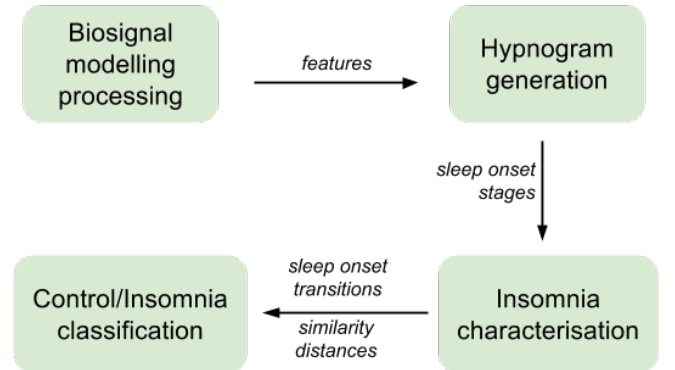 Biosignal
modelling
processing
features
Hypnogram
generation
sleep onset
stages
Insomnia
characterisation
sleep onset
transitions
similarity
distances
Control/Insomnia
classification